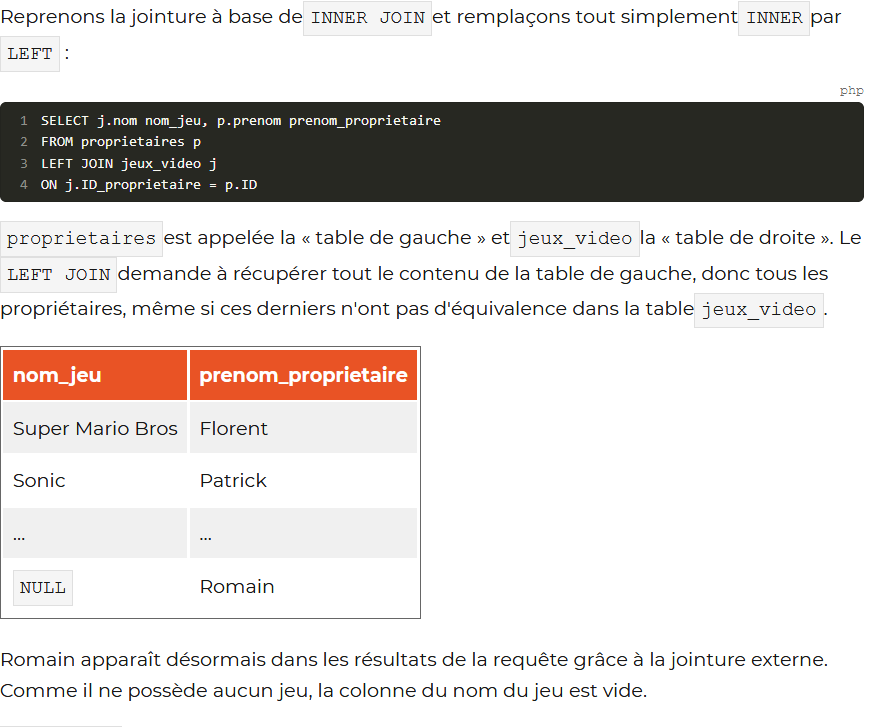 Reprenons la jointure à base de INNER JOIN et remplaçons tout simplement INNER par
LEFT :
php
1 SELECT j.nom nom_jeu, p.prenom prenom_proprietaire
2 FROM proprietaires p
3 LEFT JOIN jeux_video j
4 ON j.ID_proprietaire = p.ID
proprietaires est appelée la « table de gauche » et jeux_video la « table de droite ». Le
LEFT JOIN demande à récupérer tout le contenu de la table de gauche, donc tous les
propriétaires, même si ces derniers n'ont pas d'équivalence dans la table jeux_video .
nom_jeu prenom_proprietaire
Super Mario Bros Florent
Sonic Patrick
... ...
NULL Romain
Romain apparaît désormais dans les résultats de la requête grâce à la jointure externe.
Comme il ne possède aucun jeu, la colonne du nom du jeu est vide.